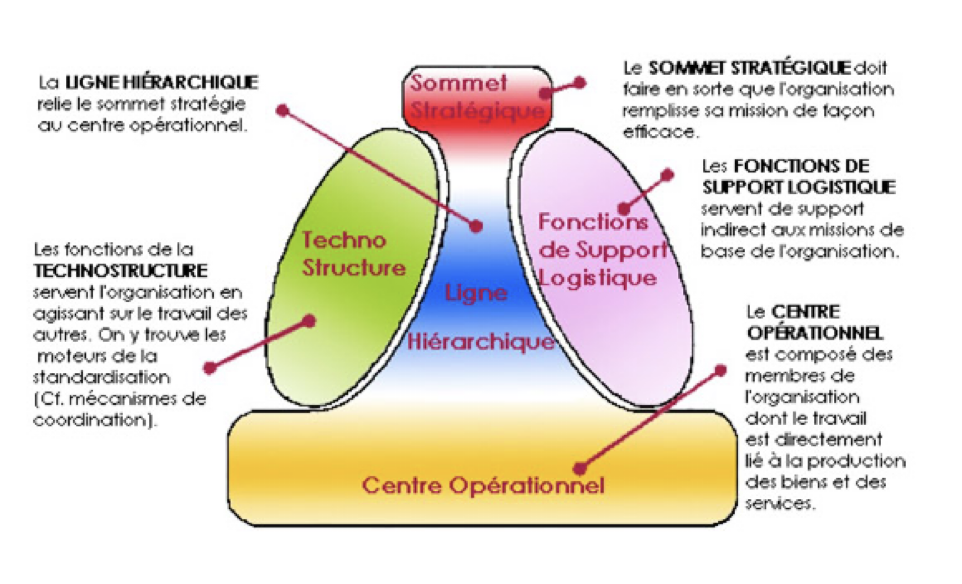 La LIGNE HIÉRARCHIQUE
relie le sommet stratégie
au centre opérationnel.
Sommet
Stratégique
Le SOMMET STRATÉGIQUE doit
faire en sorte que l'organisation
remplisse sa mission de façon
efficace.
Les FONCTIONS DE
SUPPORT LOGISTIQUE
servent de support
indirect aux missions de
base de l'organisation.
Les fonctions de la
TECHNOSTRUCTURE
servent l'organisation en
agissant sur le travail des
autres. On y trouve les
moteurs de la
standardisation
(Cf. mécanismes de
coordination).
Techno
Structure
Fonctions
de Support
Logistique
Ligne
Hiérarchique
Le CENTRE
OPÉRATIONNEL
est composé des
membres de
l'organisation
dont le travail
est directement
lié à la production
des biens et des
services.
Centre Opérationnel